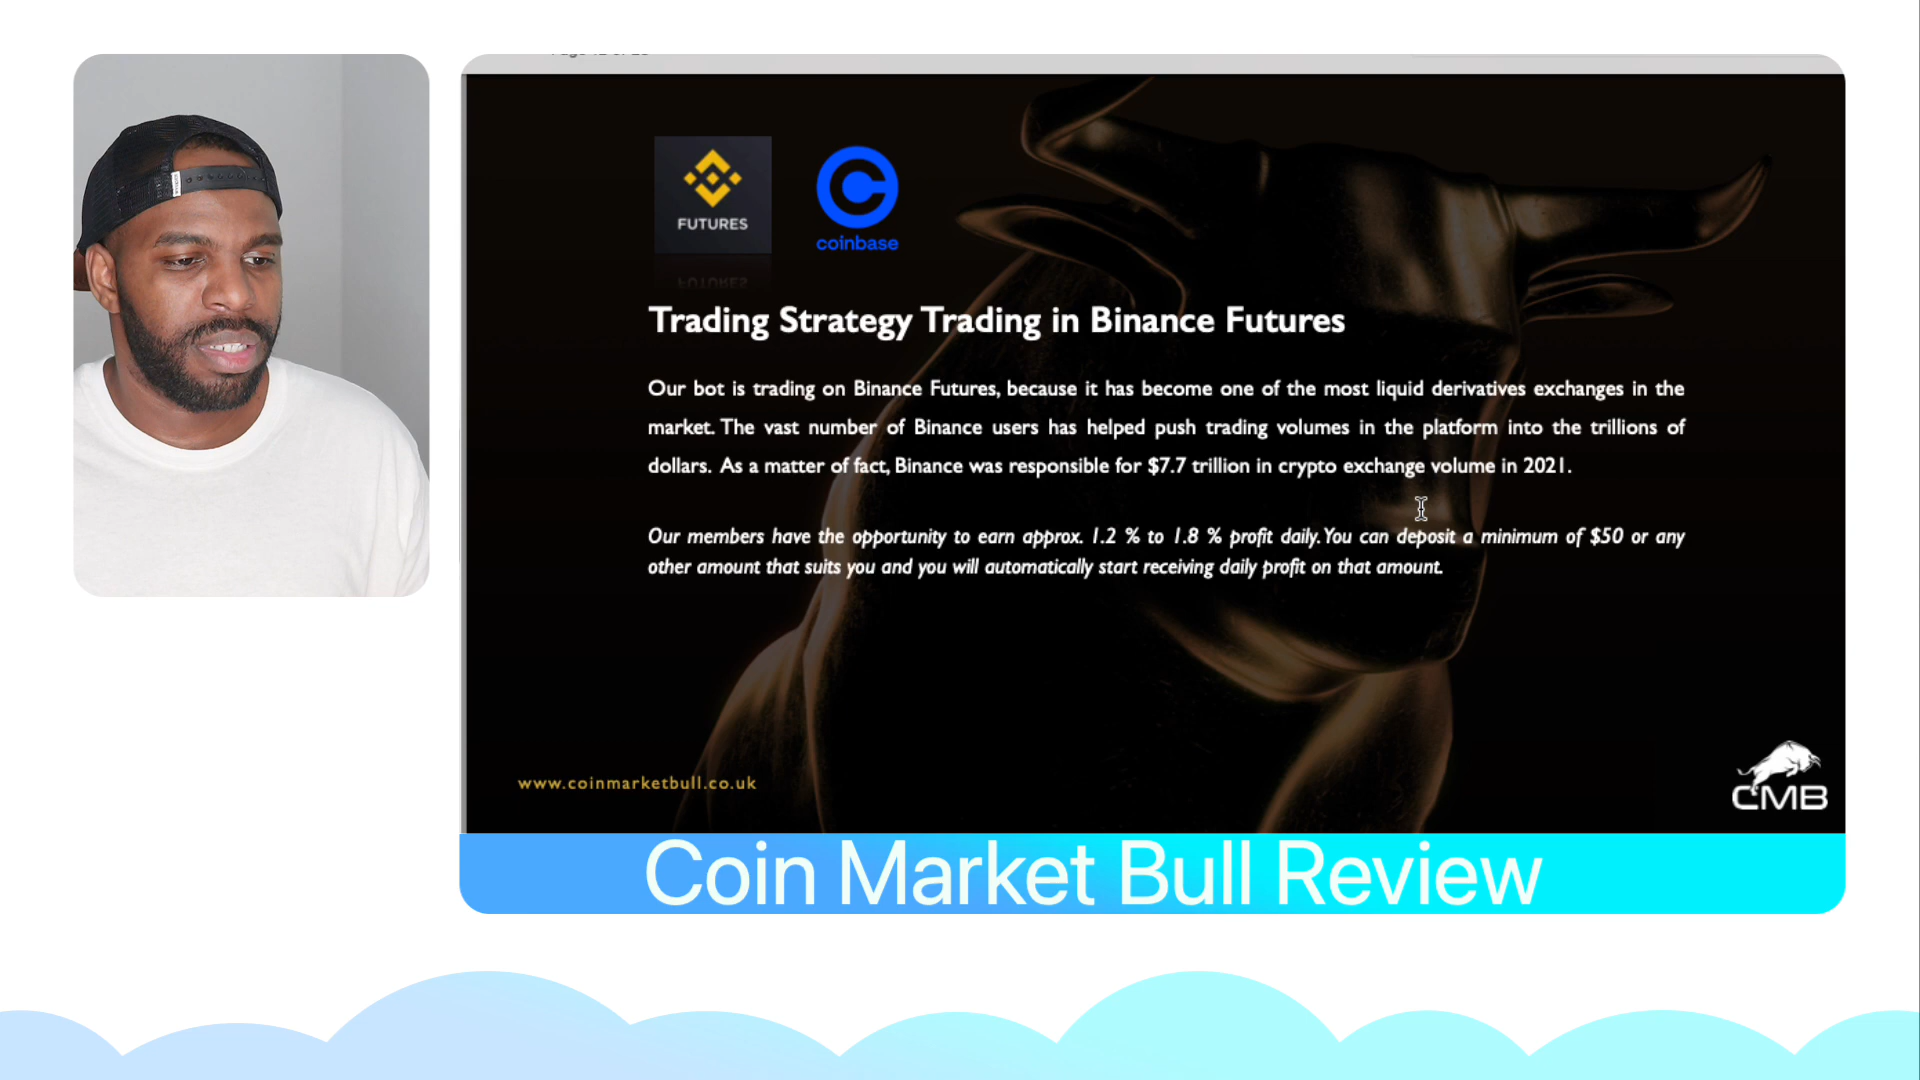 FUTURES
coinbase
Trading Strategy Trading in Binance Futures
Our bot is trading on Binance Futures, because it has become one of the most liquid derivatives exchanges in the
market. The vast number of Binance users has helped push trading volumes in the platform into the trillions of
dollars. As a matter of fact, Binance was responsible for $7.7 trillion in crypto exchange volume in 2021.
Our members have the opportunity to earn approx. 1.2 % to 1.8 % profit daily. You can deposit a minimum of $50 or any
other amount that suits you and you will automatically start receiving daily profit on that amount.
www.coinmarketbull.co.uk
CMB
Coin Market Bull Review